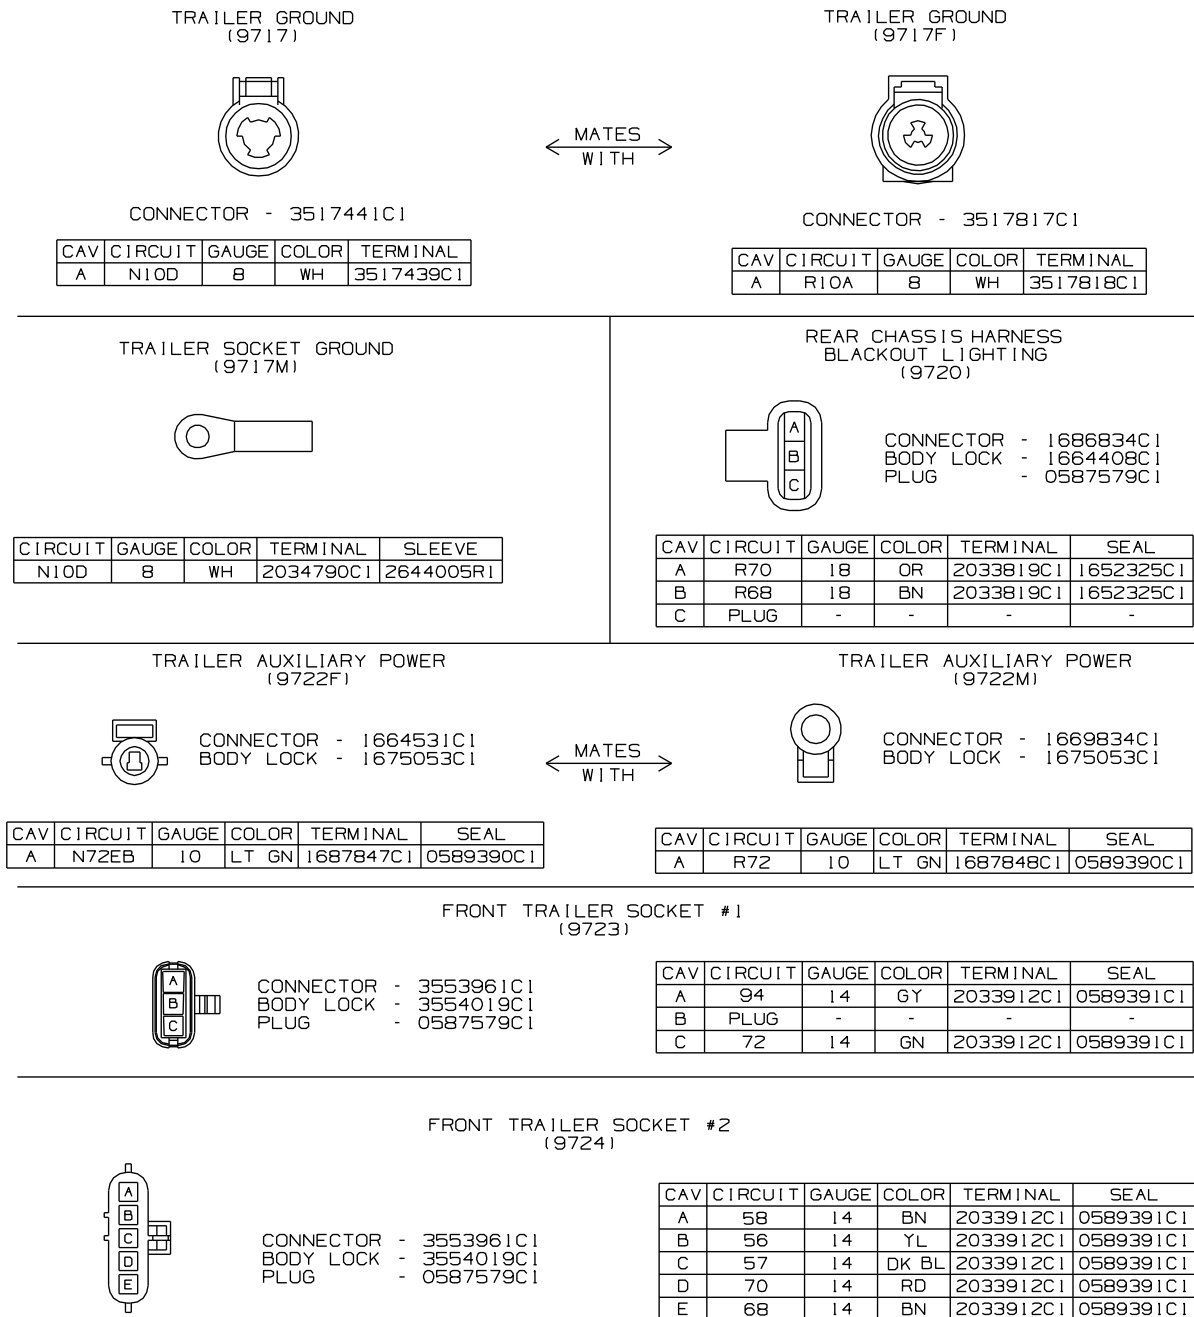 TRAILER GROUND
(9717)
TRAILER GROUND
(9717F)
MATES
WITH
CONNECTOR - 3517441C1
CONNECTOR - 3517817C1
CAV CIRCUIT GAUGE COLOR TERMINAL
A N10D 8 WH 3517439C1
CAV CIRCUIT GAUGE COLOR TERMINAL
A R10A 8 WH 3517818C1
TRAILER SOCKET GROUND
(9717M)
CIRCUIT GAUGE COLOR TERMINAL SLEEVE
N10D 8 WH 2034790C1 2644005R1
REAR CHASSIS HARNESS
BLACKOUT LIGHTING
(9720)
A
B
C
CONNECTOR - 1686834C1
BODY LOCK - 1664408C1
PLUG - 0587579C1
CAV CIRCUIT GAUGE COLOR TERMINAL SEAL
A R70 18 OR 2033819C1 1652325C1
B R68 18 BN 2033819C1 1652325C1
C PLUG - - - -
TRAILER AUXILIARY POWER
(9722F)
CONNECTOR - 1664531C1
BODY LOCK - 1675053C1
MATES
WITH
TRAILER AUXILIARY POWER
(9722M)
CONNECTOR - 1669834C1
BODY LOCK - 1675053C1
CAV CIRCUIT GAUGE COLOR TERMINAL SEAL
A N72EB 10 LT GN 1687847C1 0589390C1
CAV CIRCUIT GAUGE COLOR TERMINAL SEAL
A R72 10 LT GN 1687848C1 0589390C1
FRONT TRAILER SOCKET #1
(9723)
A
B
C
CONNECTOR - 3553961C1
BODY LOCK - 3554019C1
PLUG - 0587579C1
CAV CIRCUIT GAUGE COLOR TERMINAL SEAL
A 94 14 GY 2033912C1 0589391C1
B PLUG - - - -
C 72 14 GN 2033912C1 0589391C1
FRONT TRAILER SOCKET #2
(9724)
A
B
C
D
E
CONNECTOR - 3553961C1
BODY LOCK - 3554019C1
PLUG - 0587579C1
CAV CIRCUIT GAUGE COLOR TERMINAL SEAL
A 58 14 BN 2033912C1 0589391C1
B 56 14 YL 2033912C1 0589391C1
C 57 14 DK BL 2033912C1 0589391C1
D 70 14 RD 2033912C1 0589391C1
E 68 14 BN 2033912C1 0589391C1